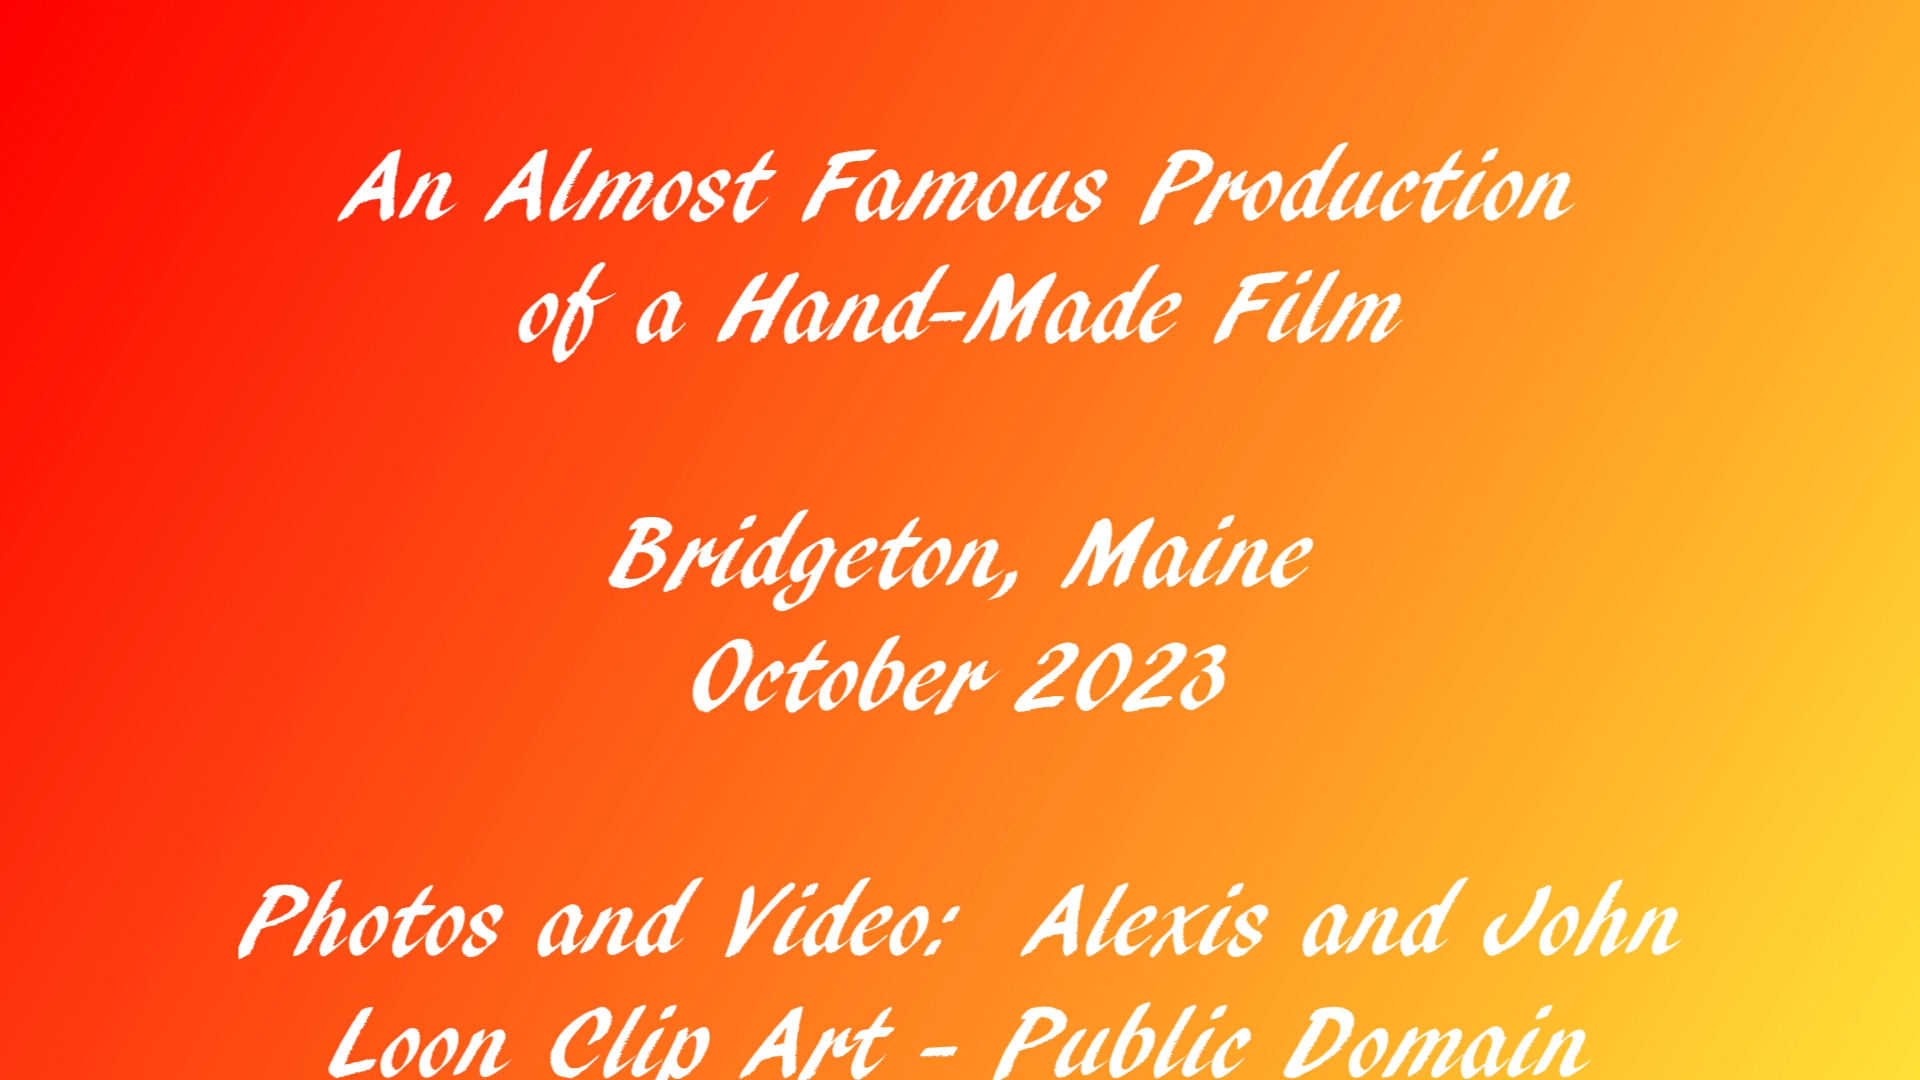 An Almost Famous Production
of a Hand-Made Film
Bridgeton, Maine
October 2023
Photos and Video:  Alexis and John
Loon Clip Art - Public Domain